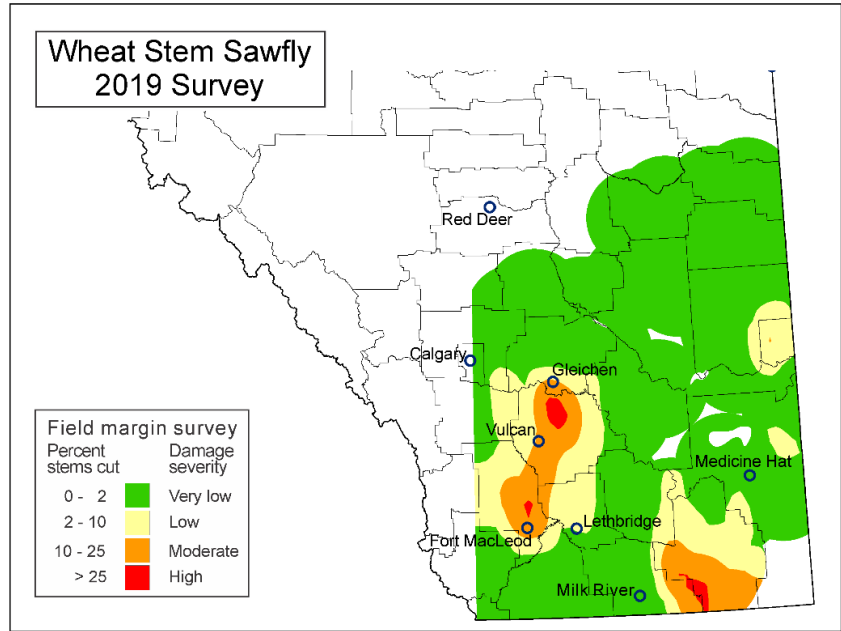 Wheat Stem Sawfly
2019 Survey
Red Deer
Calgary
Gleichen
Vulcan
Medicine Hat
Lethbridge
Fort MacLeod
Milk River
Field margin survey
Percent stems cut
Damage severity
0 - 2 Very low
2 - 10 Low
10 - 25 Moderate
> 25 High